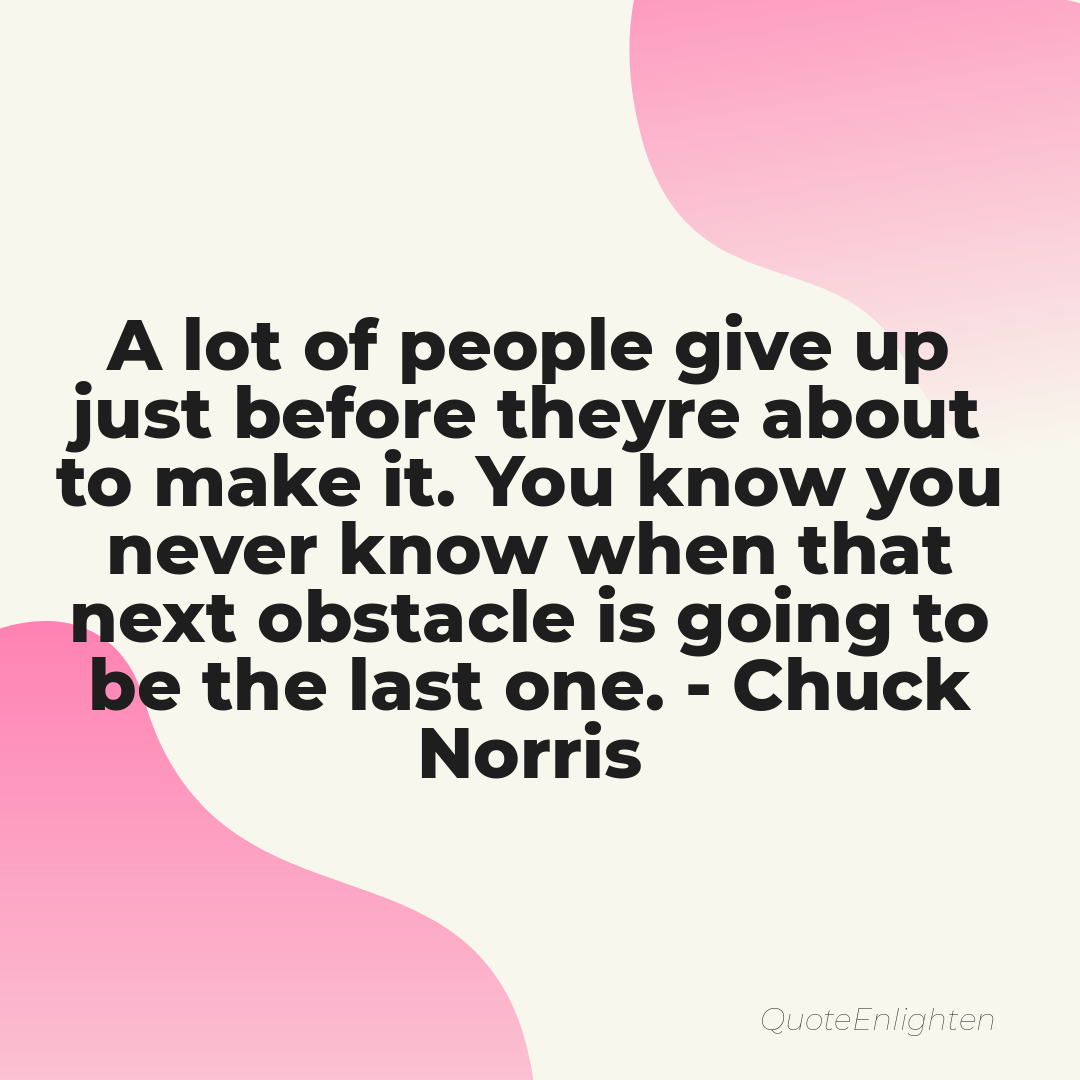 A lot of people give up
just before theyre about
to make it. You know you
never know when that
next obstacle is going to
be the last one. - Chuck
Norris
QuoteEnlighten